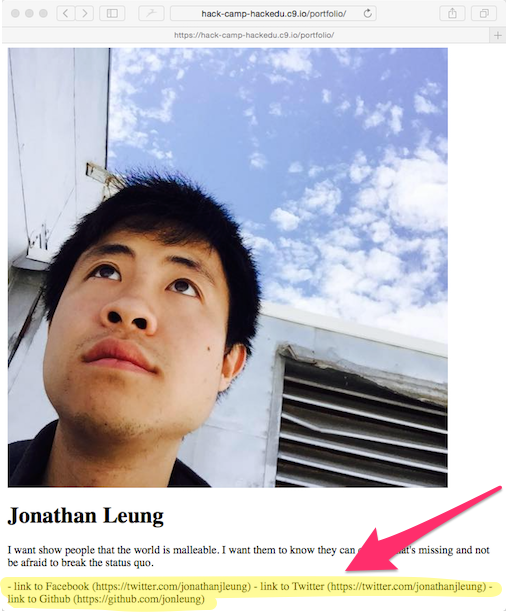 hack-camp-hackedu.c9.io/portfolio/
https://hack-camp-hackedu.c9.io/portfolio/
Jonathan Leung
I want show people that the world is malleable. I want them to know they can what's missing and not
be afraid to break the status quo.
- link to Facebook (https://twitter.com/jonathanjleung) - link to Twitter (https://twitter.com/jonathanjleung) -
link to Github (https://github.com/jonleung)